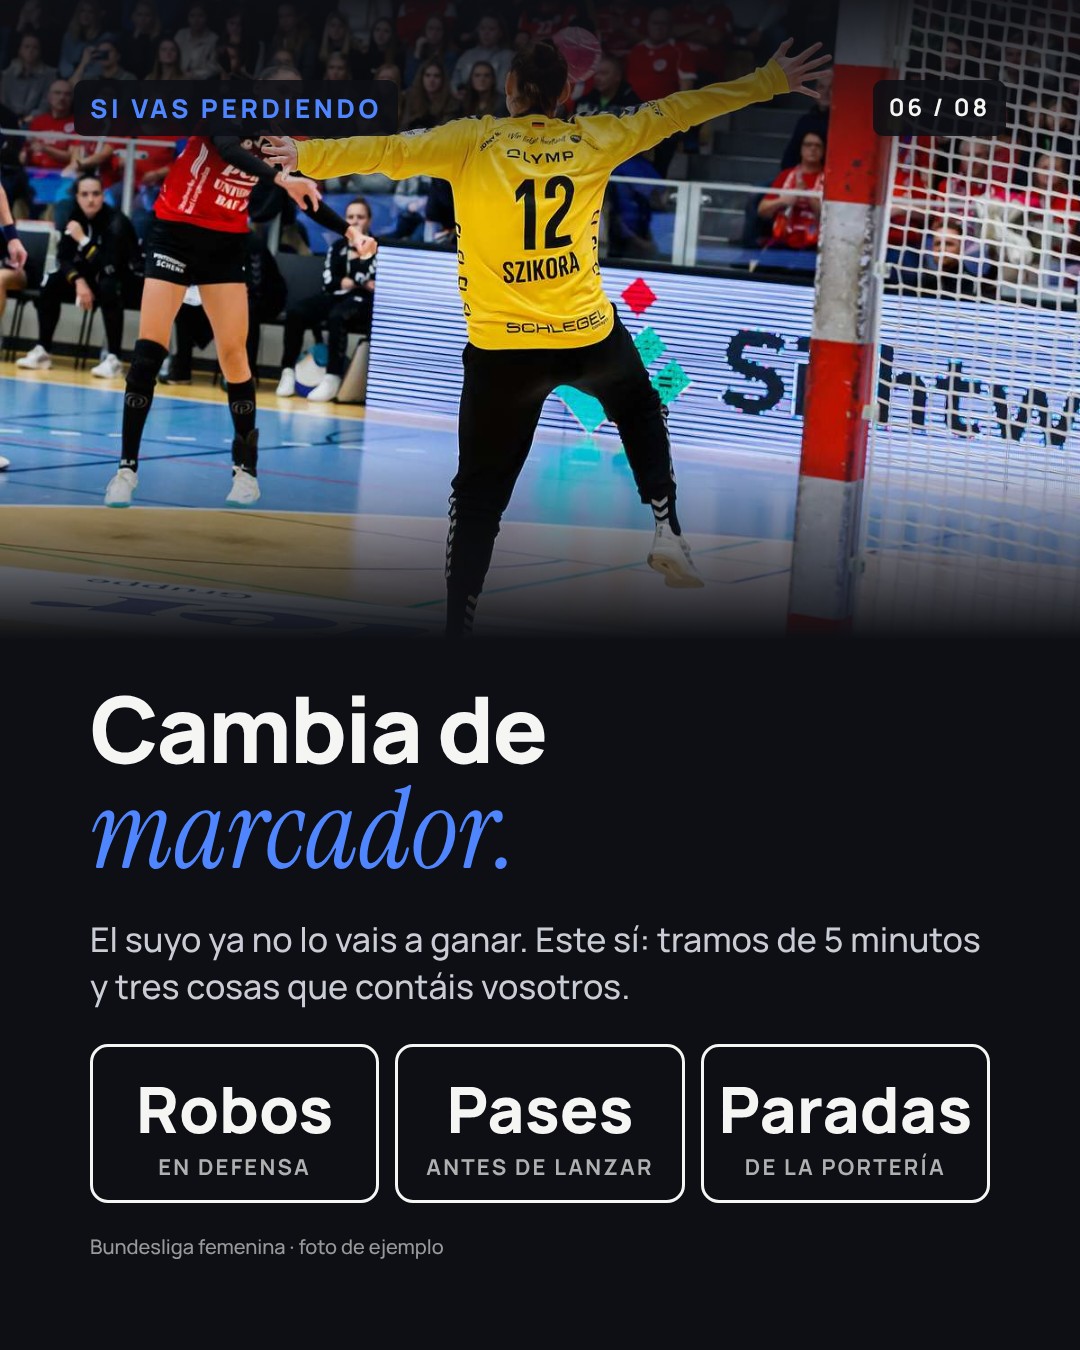 SI VAS PERDIENDO
06 / 08
OLYMP
12
SZIKORA
SCHLEGEL
SCHENK
Gruppe
Cambia de
marcador.
El suyo ya no lo vais a ganar. Este sí: tramos de 5 minutos
y tres cosas que contáis vosotros.
Robos
EN DEFENSA
Pases
ANTES DE LANZAR
Paradas
DE LA PORTERÍA
Bundesliga femenina · foto de ejemplo